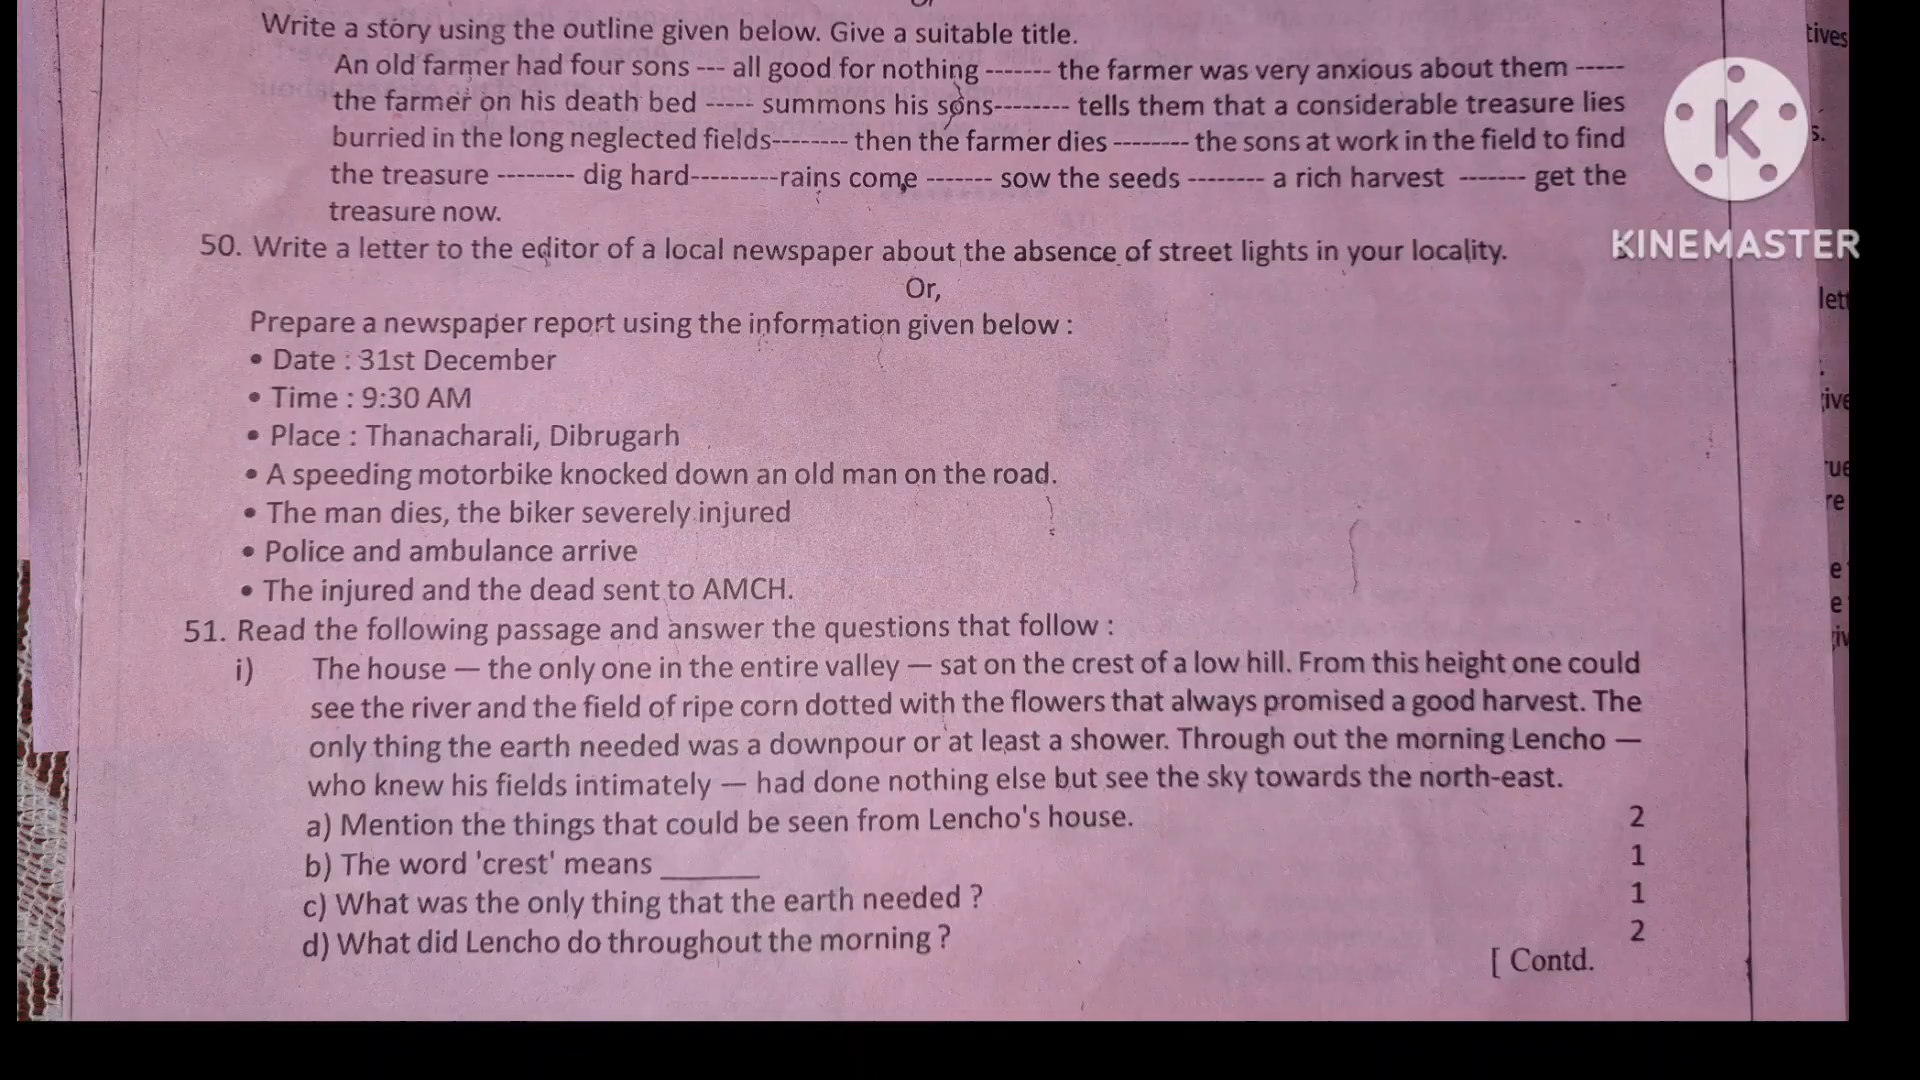 Write a story using the outline given below. Give a suitable title.
An old farmer had four sons --- all good for nothing ------- the farmer was very anxious about them -----
the farmer on his death bed ----- summons his sons-------- tells them that a considerable treasure lies
burried in the long neglected fields-------- then the farmer dies -------- the sons at work in the field to find
the treasure -------- dig hard---------rains come ------- sow the seeds -------- a rich harvest ------- get the
treasure now.
50. Write a letter to the editor of a local newspaper about the absence of street lights in your locality.
Or,
Prepare a newspaper report using the information given below :
• Date : 31st December
• Time : 9:30 AM
• Place : Thanacharali, Dibrugarh
• A speeding motorbike knocked down an old man on the road.
• The man dies, the biker severely injured
• Police and ambulance arrive
• The injured and the dead sent to AMCH.
51. Read the following passage and answer the questions that follow :
i) The house — the only one in the entire valley — sat on the crest of a low hill. From this height one could
see the river and the field of ripe corn dotted with the flowers that always promised a good harvest. The
only thing the earth needed was a downpour or at least a shower. Through out the morning Lencho —
who knew his fields intimately — had done nothing else but see the sky towards the north-east.
a) Mention the things that could be seen from Lencho's house. 2
b) The word 'crest' means _______ 1
c) What was the only thing that the earth needed ? 1
d) What did Lencho do throughout the morning ? 2
[ Contd.
K
KINEMASTER
tives